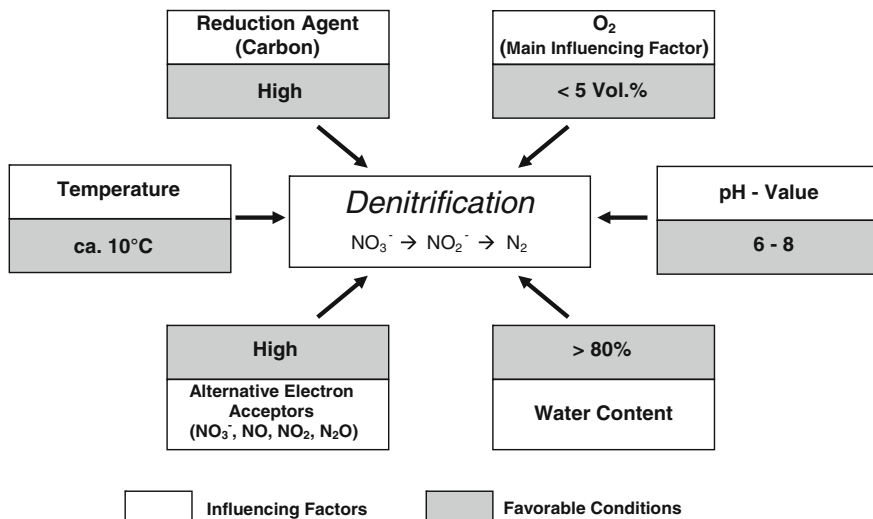 Reduction Agent
(Carbon)
High
O₂
(Main Influencing Factor)
< 5 Vol.%
Temperature
ca. 10°C
Denitrification
NO₃⁻ → NO₂⁻ → N₂
pH - Value
6 - 8
High
Alternative Electron
Acceptors
(NO₃⁻, NO, NO₂, N₂O)
> 80%
Water Content
Influencing Factors
Favorable Conditions